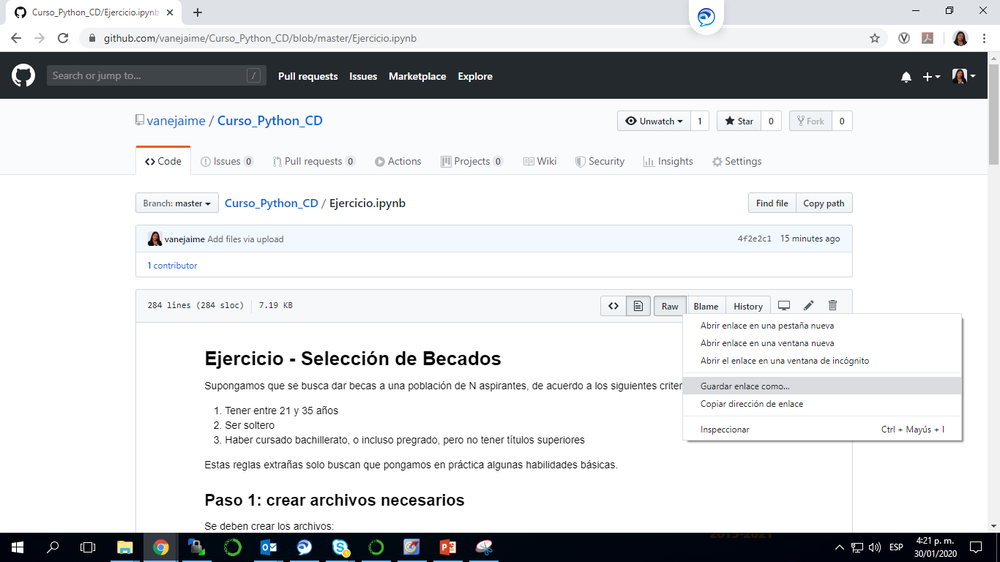 Curso_Python_CD/Ejercicio.ipynb
github.com/vanejaime/Curso_Python_CD/blob/master/Ejercicio.ipynb
Search or jump to... /
Pull requests Issues Marketplace Explore
vanejaime / Curso_Python_CD
Unwatch 1 Star 0 Fork 0
Code Issues 0 Pull requests 0 Actions Projects 0 Wiki Security Insights Settings
Branch: master Curso_Python_CD / Ejercicio.ipynb Find file Copy path
vanejaime Add files via upload 4f2e2c1 15 minutes ago
1 contributor
284 lines (284 sloc) 7.19 KB Raw Blame History
Abrir enlace en una pestaña nueva
Abrir enlace en una ventana nueva
Abrir el enlace en una ventana de incógnito
Guardar enlace como...
Copiar dirección de enlace
Inspeccionar Ctrl + Mayús + I
Ejercicio - Selección de Becados
Supongamos que se busca dar becas a una población de N aspirantes, de acuerdo a los siguientes criter
1. Tener entre 21 y 35 años
2. Ser soltero
3. Haber cursado bachillerato, o incluso pregrado, pero no tener títulos superiores
Estas reglas extrañas solo buscan que pongamos en práctica algunas habilidades básicas.
Paso 1: crear archivos necesarios
Se deben crear los archivos:
2019-2021
ESP
4:21 p. m.
30/01/2020